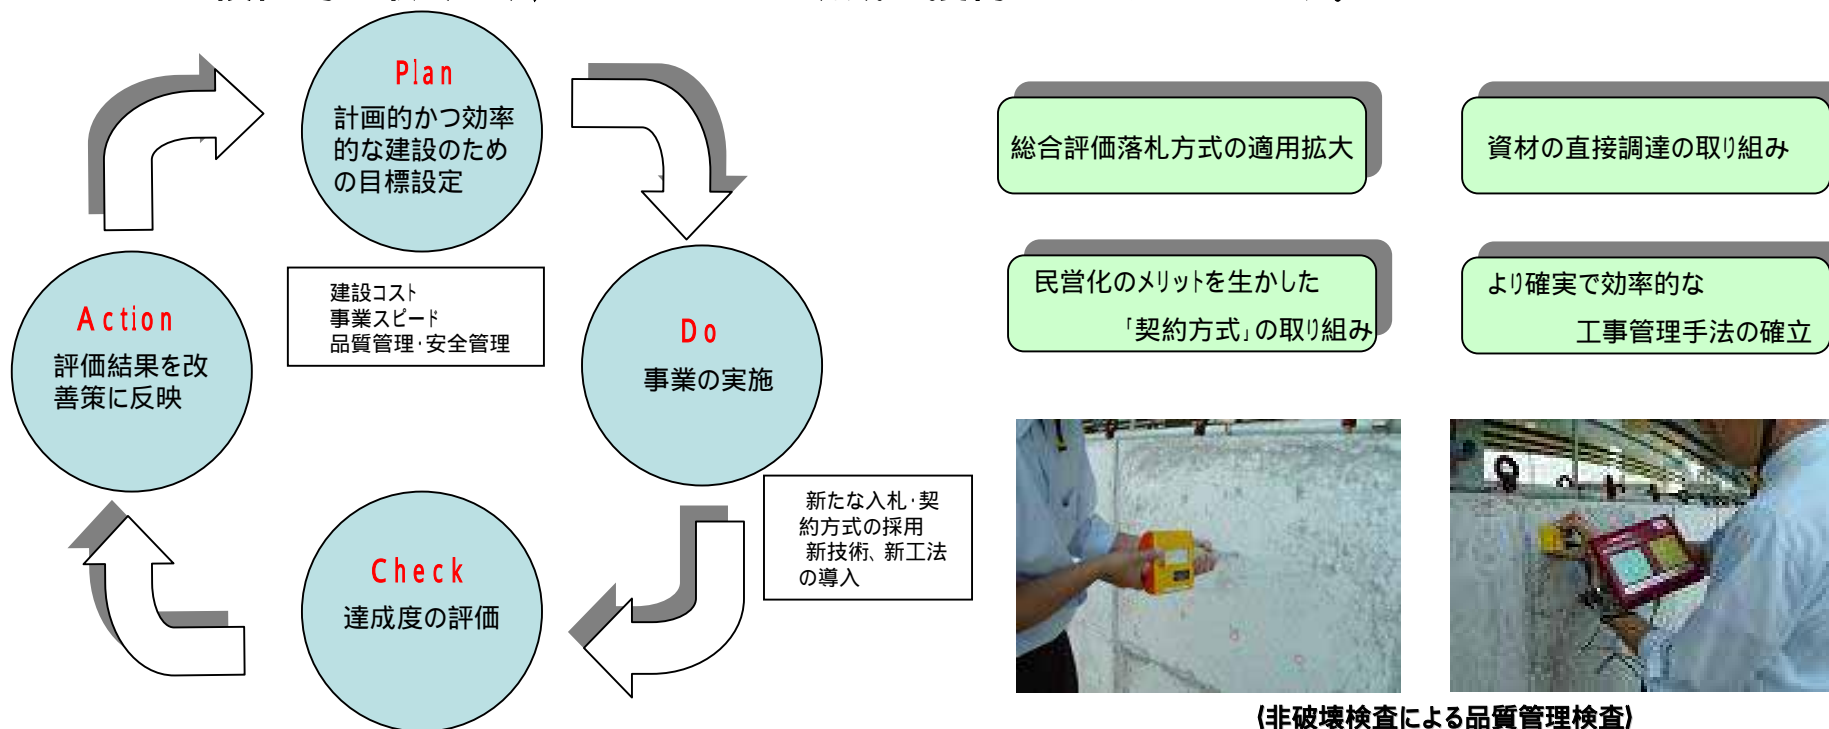 Plan
計画的かつ効率
的な建設のため
の目標設定
建設コスト
事業スピード
品質管理・安全管理
Action
評価結果を改
善策に反映
Do
事業の実施
新たな入札・契
約方式の採用
新技術、新工法
の導入
Check
達成度の評価
総合評価落札方式の適用拡大
資材の直接調達の取り組み
民営化のメリットを生かした
「契約方式」の取り組み
より確実で効率的な
工事管理手法の確立
(非破壊検査による品質管理検査)